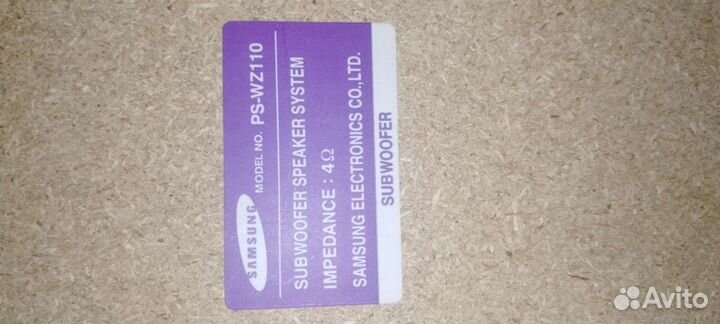 SAMSUNG MODEL NO. PS-WZ110
SUBWOOFER SPEAKER SYSTEM
IMPEDANCE : 4Ω
SAMSUNG ELECTRONICS CO.,LTD.
SUBWOOFER
Avito